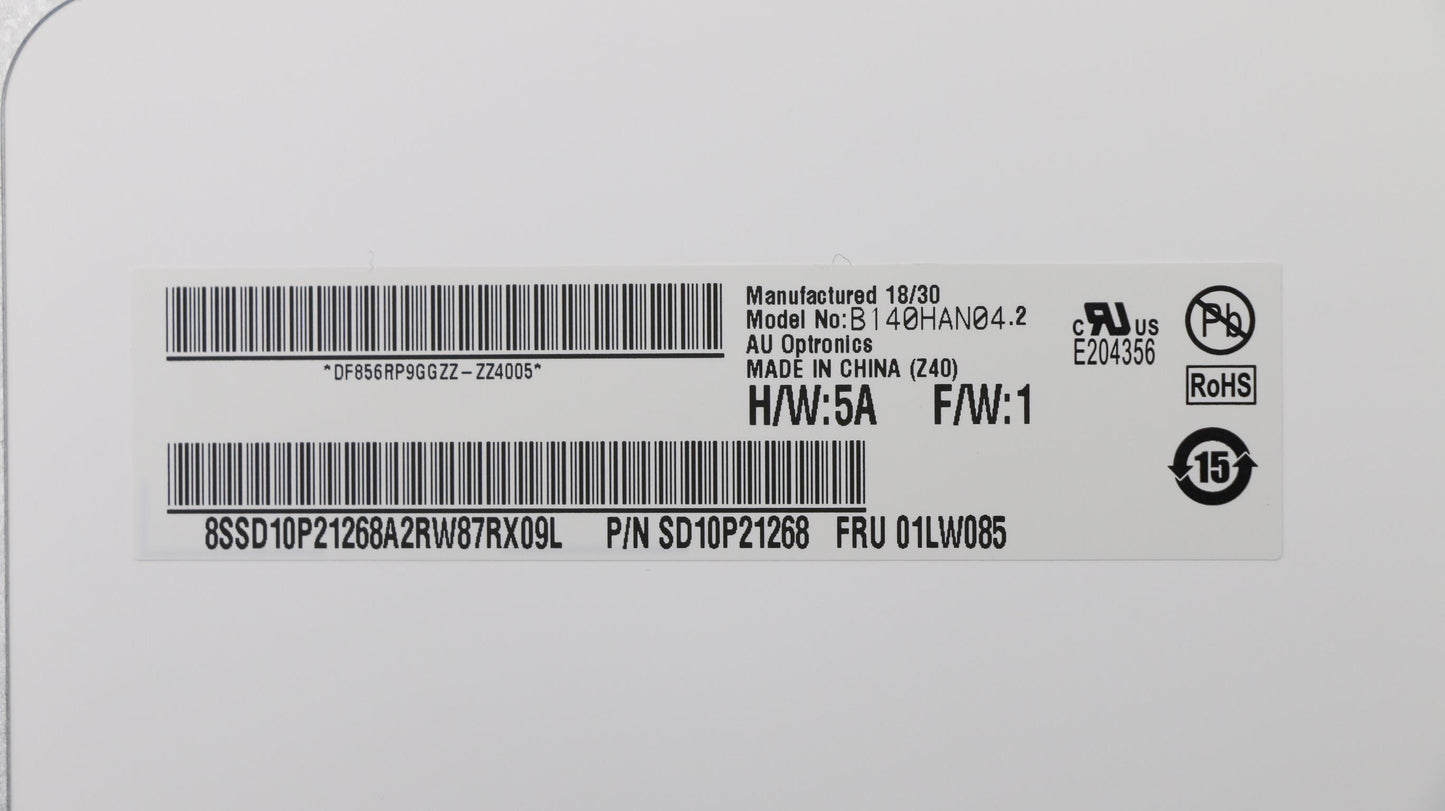 *DF856RP9GGZZ-ZZ4005*
Manufactured 18/30
Model No:B140HAN04.2
AU Optronics
MADE IN CHINA (Z40)
H/W:5A F/W:1
c RU US
E204356
Pb
RoHS
15
8SSD10P21268A2RW87RX09L P/N SD10P21268 FRU 01LW085